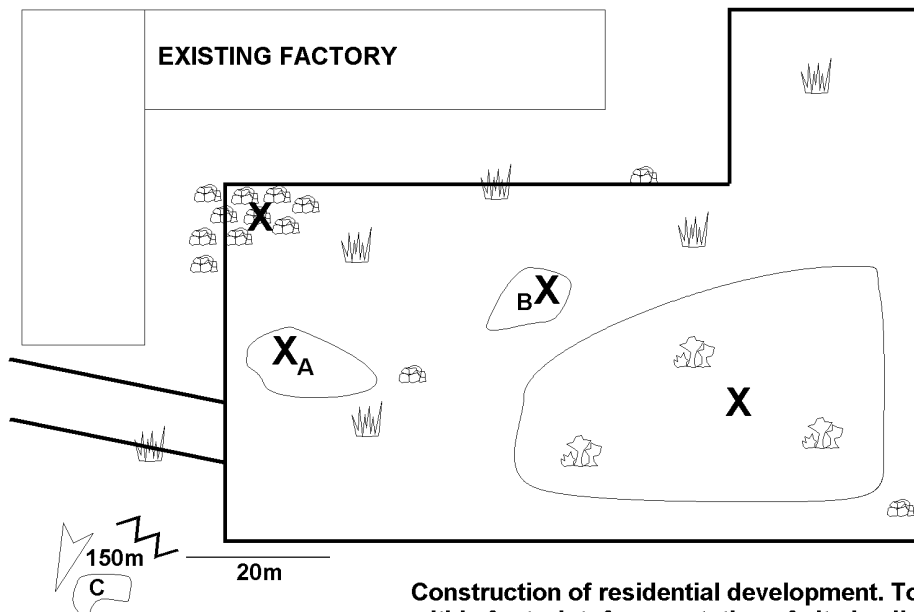 EXISTING FACTORY
X
X
B
X
A
X
150m
C
20m
Construction of residential development. To